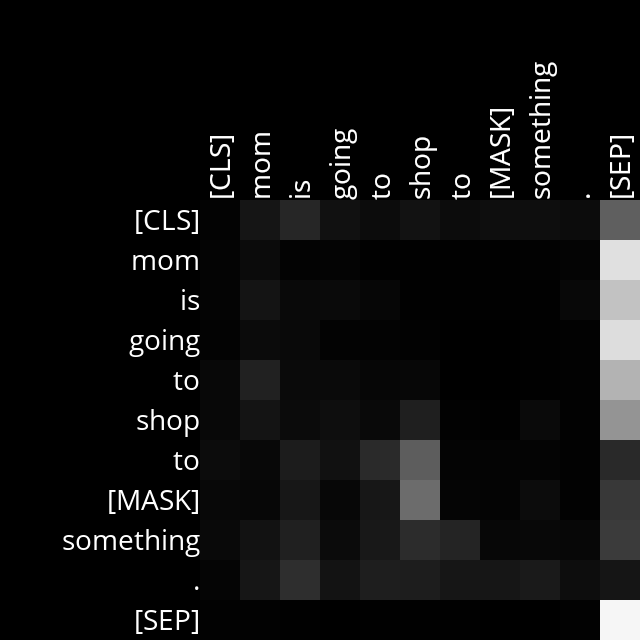 [CLS] mom is going to shop to [MASK] something . [SEP]
[CLS]
mom
is
going
to
shop
to
[MASK]
something
.
[SEP]